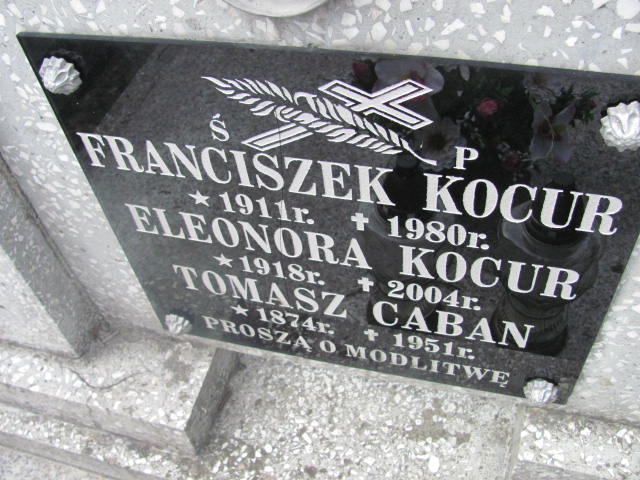 Ś P
FRANCISZEK KOCUR
★ 1911r. ✝ 1980r.
ELEONORA KOCUR
★ 1918r. ✝ 2004r.
TOMASZ CABAN
★ 1874r. ✝ 1951r.
PROSZĄ O MODLITWĘ